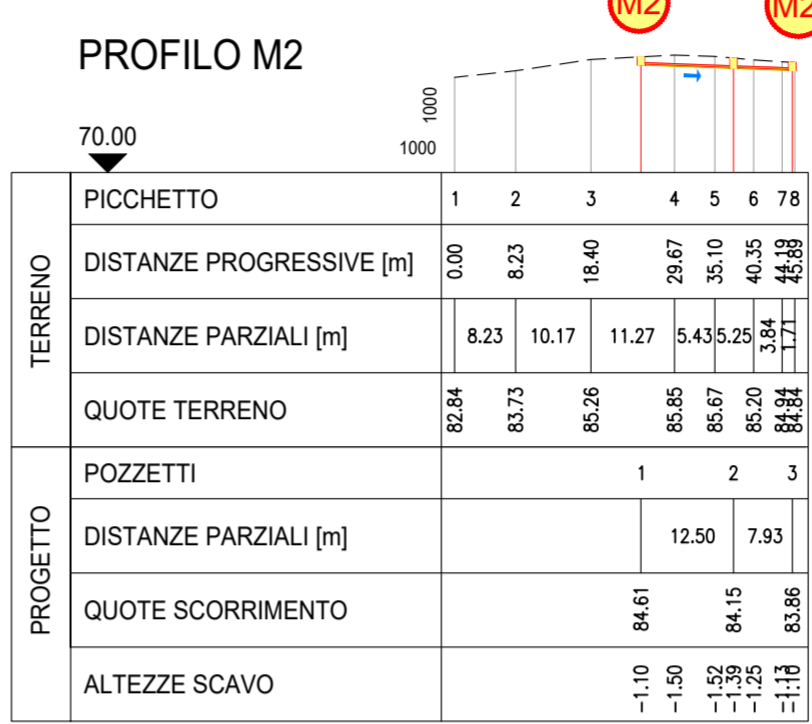 M2 M2
PROFILO M2
1000
1000
70.00
TERRENO
PICCHETTO 1 2 3 4 5 6 7 8
DISTANZE PROGRESSIVE [m] 0.00 8.23 18.40 29.67 35.10 40.35 44.19 45.89
DISTANZE PARZIALI [m] 8.23 10.17 11.27 5.43 5.25 3.84 1.71
QUOTE TERRENO 82.84 83.73 85.26 85.85 85.67 85.20 84.94 84.84
PROGETTO
POZZETTI 1 2 3
DISTANZE PARZIALI [m] 12.50 7.93
QUOTE SCORRIMENTO 84.61 84.15 83.86
ALTEZZE SCAVO -1.10 -1.50 -1.52 -1.39 -1.25 -1.13 -1.10